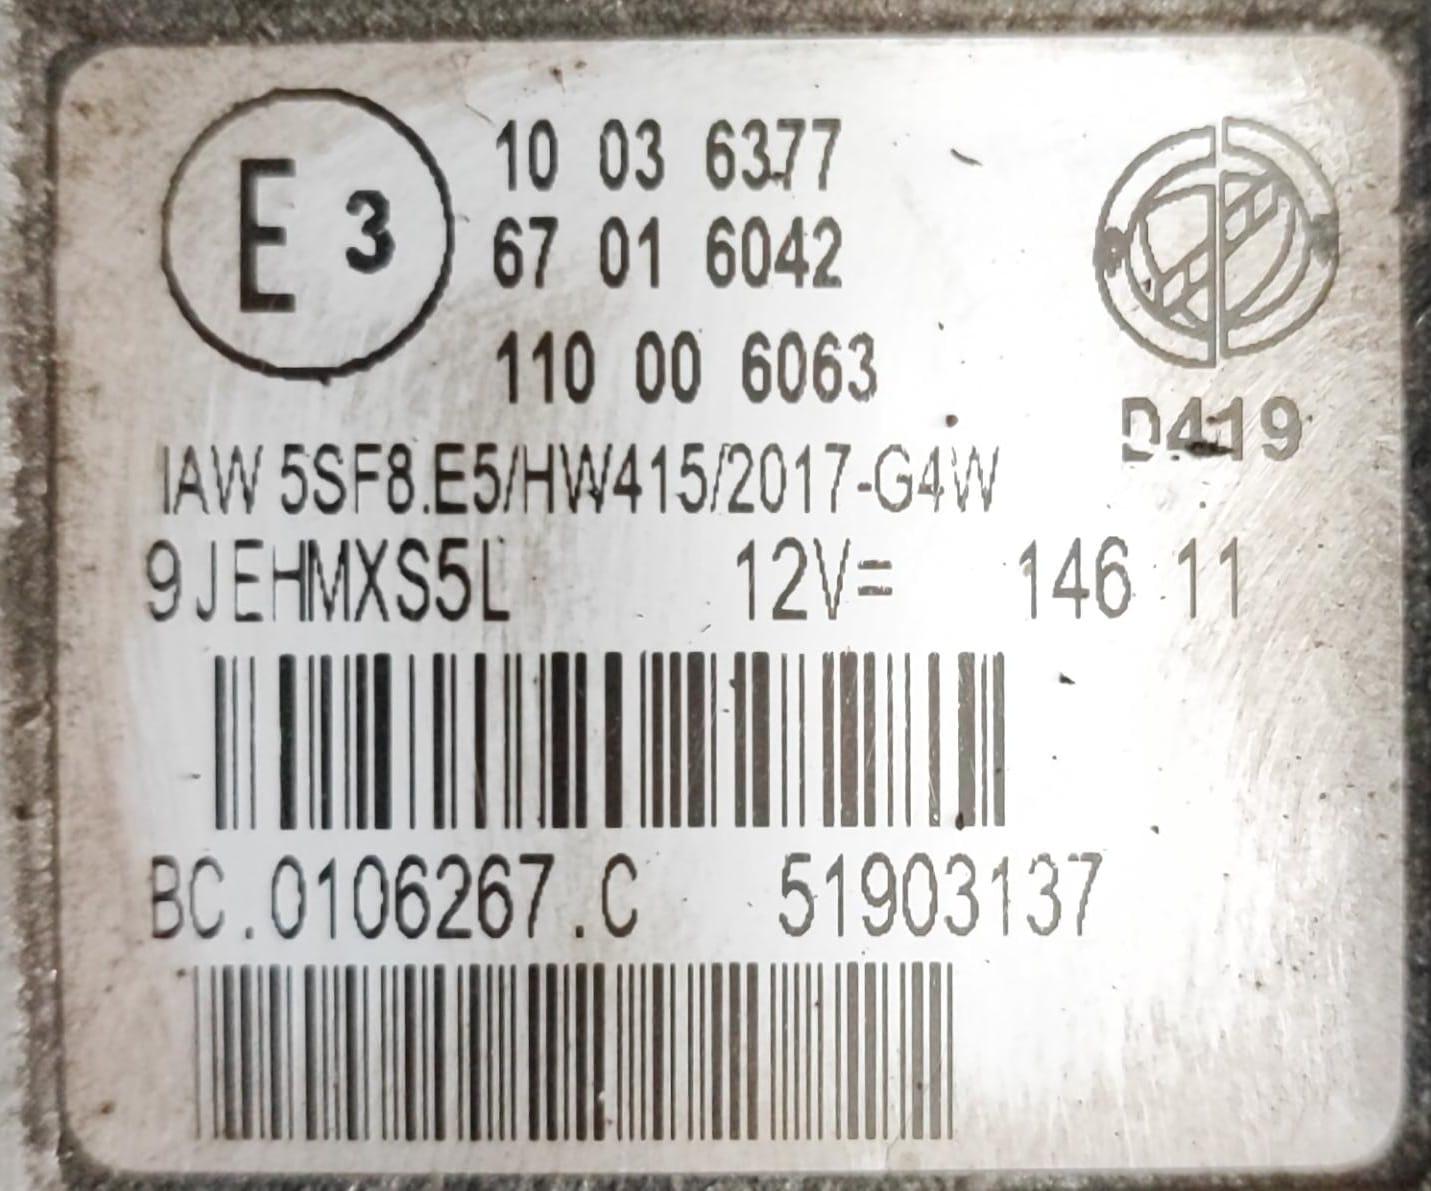 E 3
10 03 6377
67 01 6042
110 00 6063
D419
IAW 5SF8.E5/HW415/2017-G4W
9JEHMXS5L 12V= 146 11
BC.0106267.C 51903137